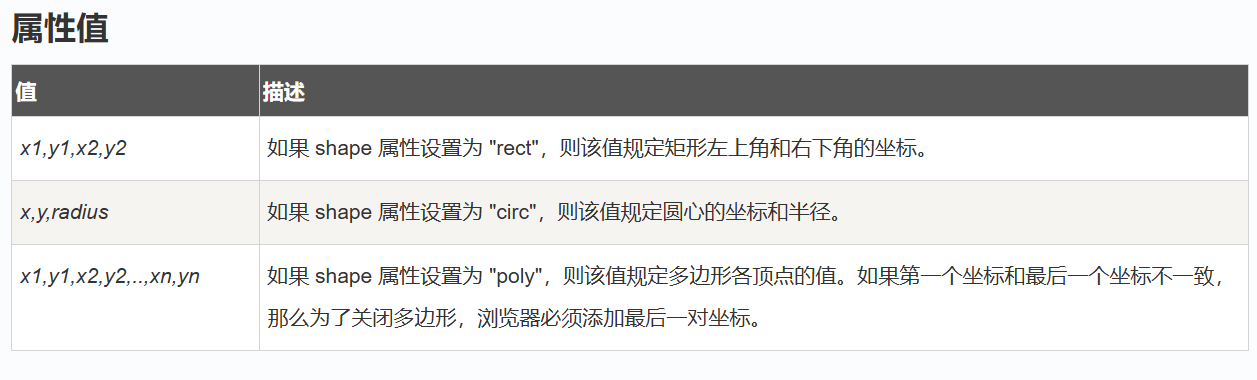 属性值
值 描述
x1,y1,x2,y2 如果 shape 属性设置为 "rect"，则该值规定矩形左上角和右下角的坐标。
x,y,radius 如果 shape 属性设置为 "circ"，则该值规定圆心的坐标和半径。
x1,y1,x2,y2,..,xn,yn 如果 shape 属性设置为 "poly"，则该值规定多边形各顶点的值。如果第一个坐标和最后一个坐标不一致，
那么为了关闭多边形，浏览器必须添加最后一对坐标。